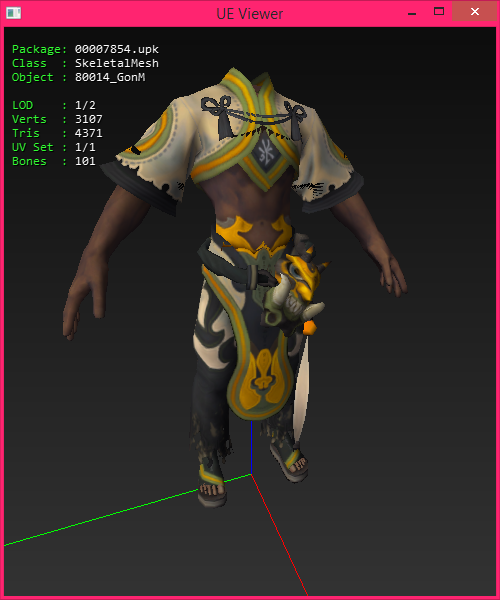 UE Viewer
Package: 00007854.upk
Class : SkeletalMesh
Object : 80014_GonM
LOD : 1/2
Verts : 3107
Tris : 4371
UV Set : 1/1
Bones : 101